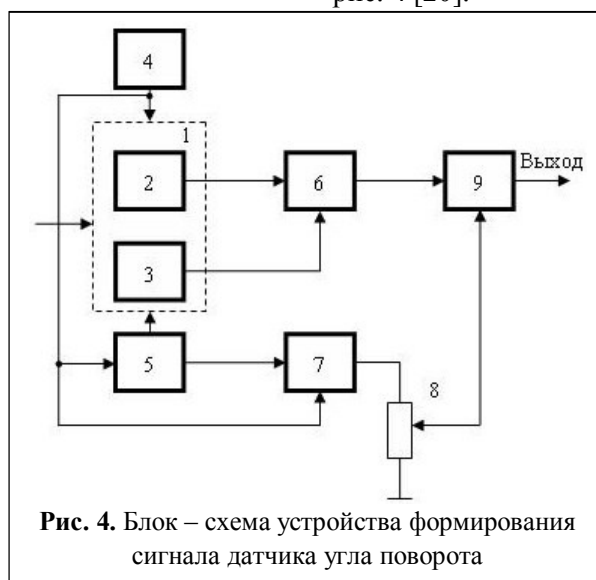 рис. 4 [20].
4
1
2
6
9
Выход
3
5
7
8
Рис. 4. Блок – схема устройства формирования
сигнала датчика угла поворота